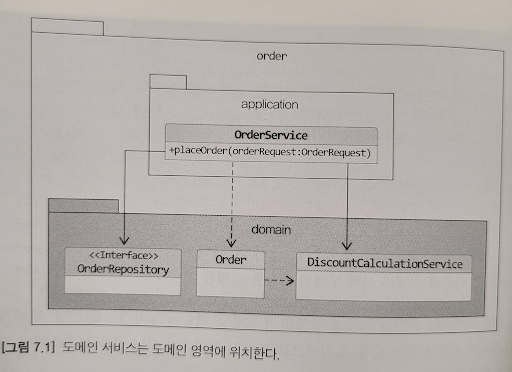 order
application
OrderService
+placeOrder(orderRequest:OrderRequest)
domain
<<Interface>>
OrderRepository
Order
DiscountCalculationService
[그림 7.1] 도메인 서비스는 도메인 영역에 위치한다.